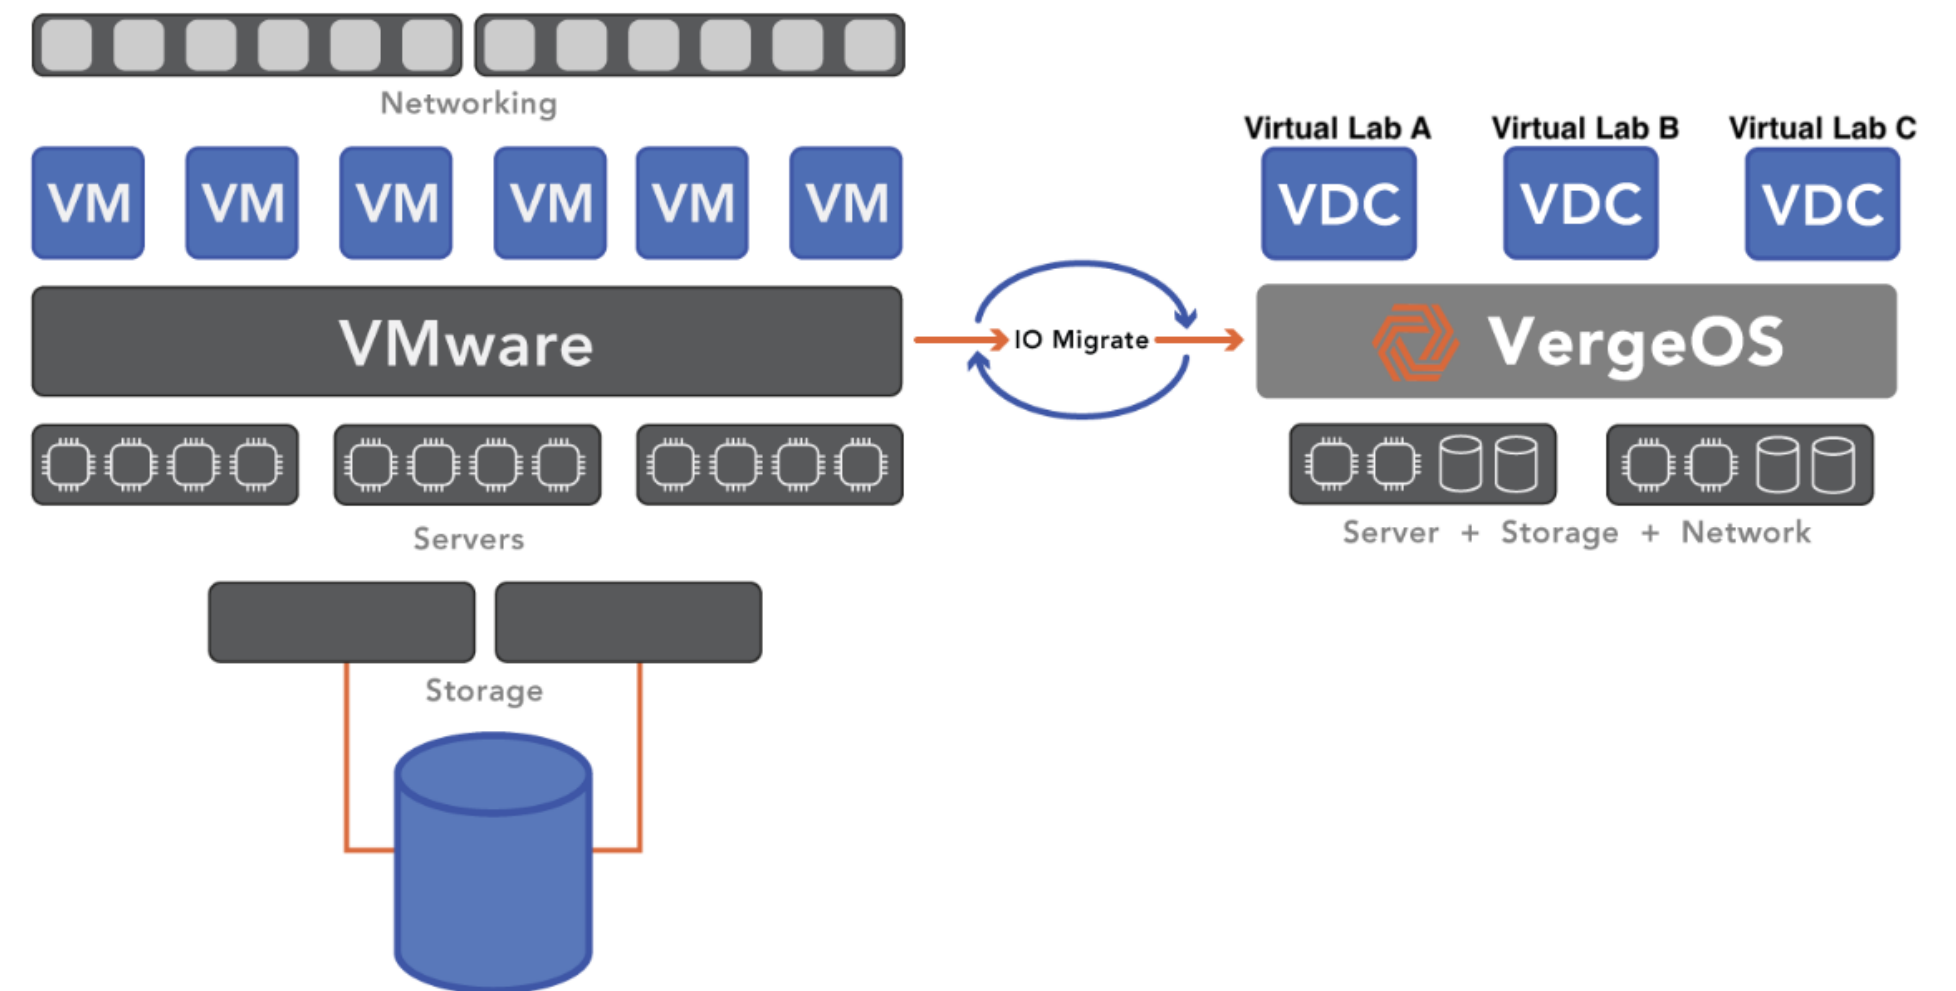 Networking
VM VM VM VM VM VM
VMware
Servers
Storage
IO Migrate
Virtual Lab A Virtual Lab B Virtual Lab C
VDC VDC VDC
VergeOS
Server + Storage + Network